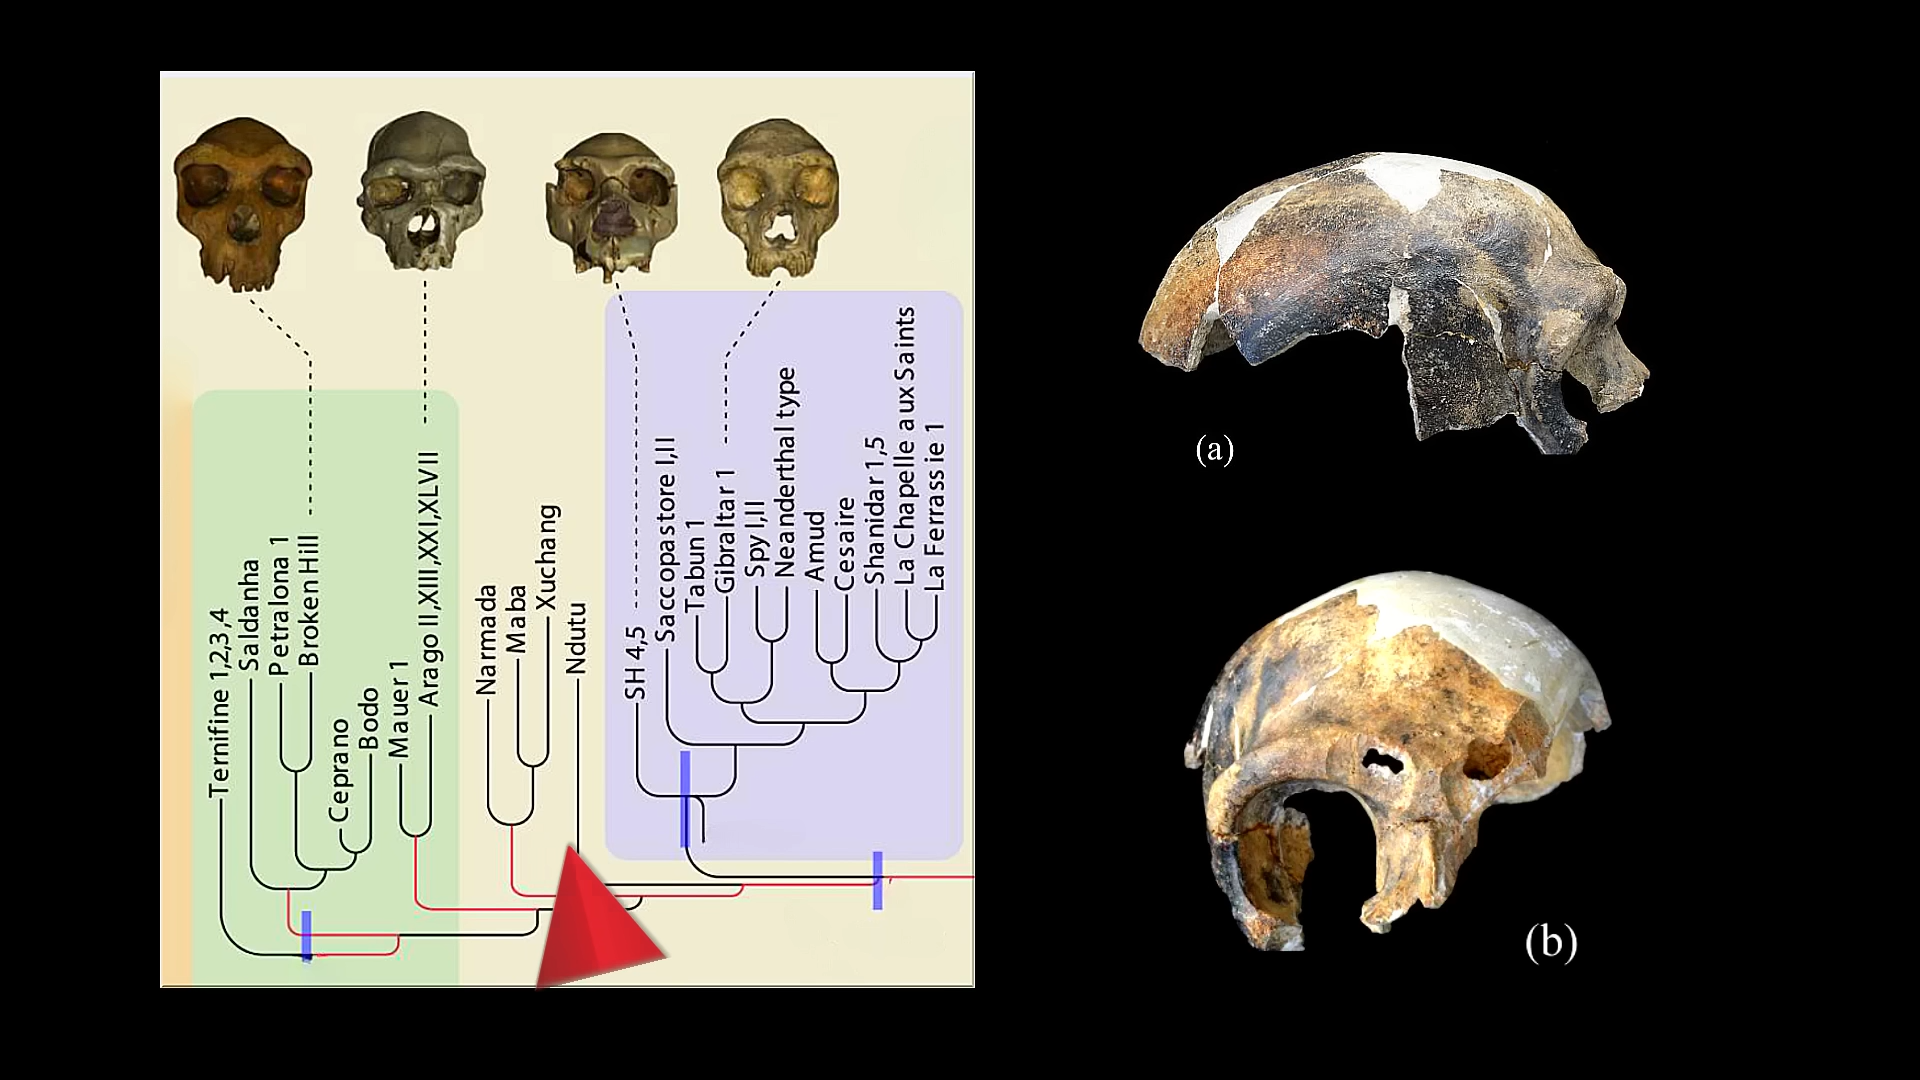 Ternifine 1,2,3,4
Saldanha
Petralona 1
Broken Hill
Ceprano
Bodo
Mauer 1
Arago II,XIII,XXI,XLVII
Narmada
Maba
Xuchang
Ndutu
SH 4,5
Saccopastore I,II
Tabun 1
Gibraltar 1
Spy I,II
Neanderthal type
Amud
Cesaire
Shanidar 1,5
La Chapelle aux Saints
La Ferrassie 1
(a)
(b)